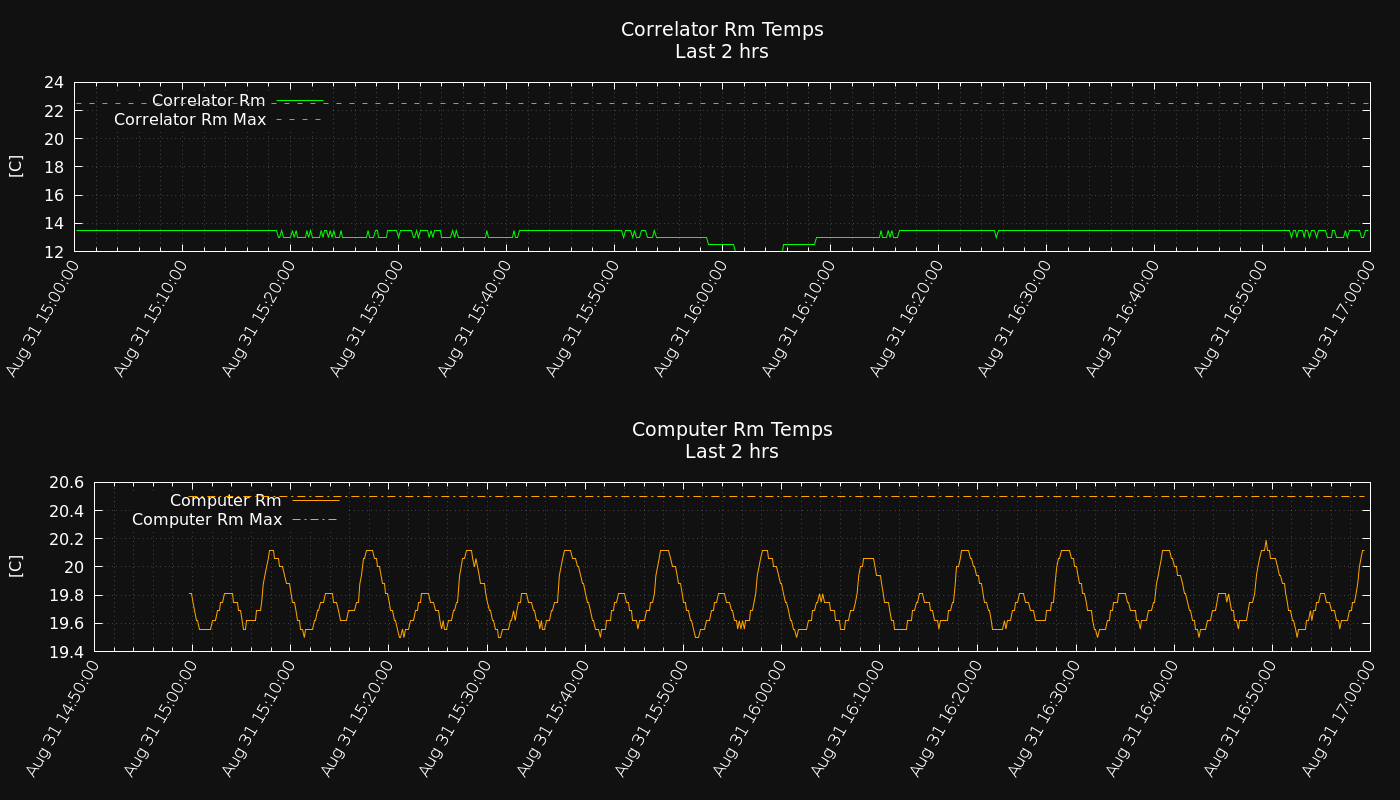 Correlator Rm Temps
Last 2 hrs
24
22
20
18
16
14
12
[C]
Correlator Rm
Correlator Rm Max
Aug 31 15:00:00
Aug 31 15:10:00
Aug 31 15:20:00
Aug 31 15:30:00
Aug 31 15:40:00
Aug 31 15:50:00
Aug 31 16:00:00
Aug 31 16:10:00
Aug 31 16:20:00
Aug 31 16:30:00
Aug 31 16:40:00
Aug 31 16:50:00
Aug 31 17:00:00
Computer Rm Temps
Last 2 hrs
20.6
20.4
20.2
20
19.8
19.6
19.4
[C]
Computer Rm
Computer Rm Max
Aug 31 14:50:00
Aug 31 15:00:00
Aug 31 15:10:00
Aug 31 15:20:00
Aug 31 15:30:00
Aug 31 15:40:00
Aug 31 15:50:00
Aug 31 16:00:00
Aug 31 16:10:00
Aug 31 16:20:00
Aug 31 16:30:00
Aug 31 16:40:00
Aug 31 16:50:00
Aug 31 17:00:00